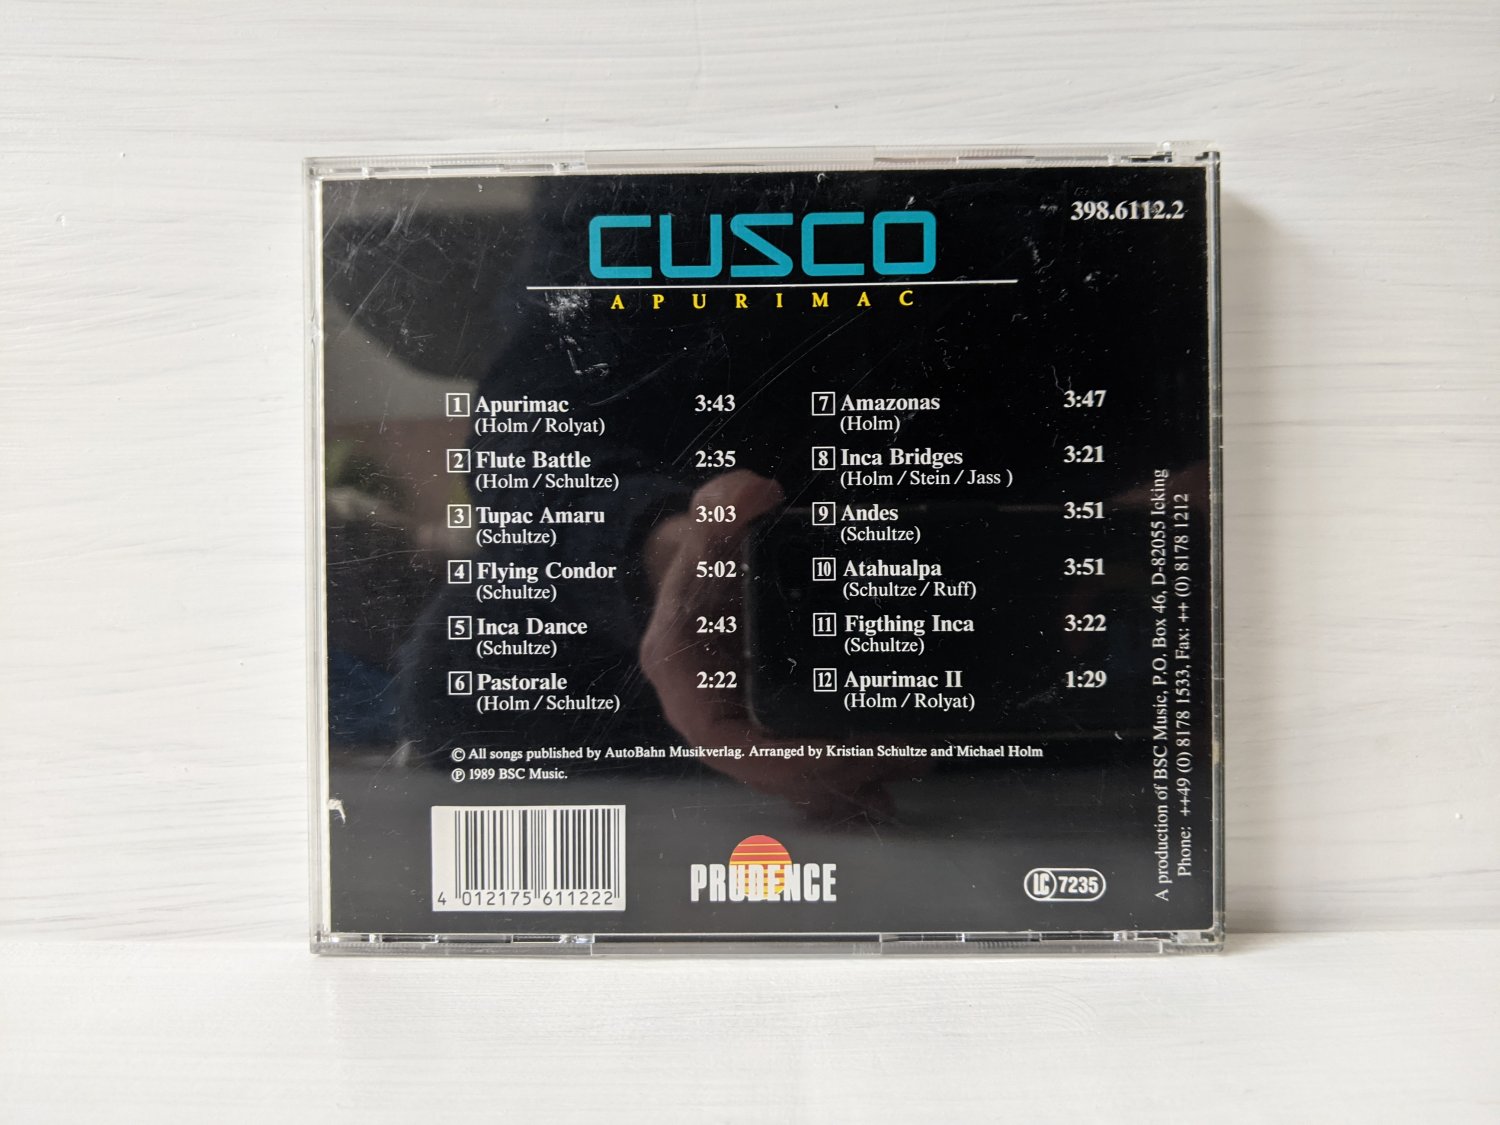 CUSCO
APURIMAC
398.6112.2
1 Apurimac 3:43
(Holm / Rolyat)
2 Flute Battle 2:35
(Holm / Schultze)
3 Tupac Amaru 3:03
(Schultze)
4 Flying Condor 5:02
(Schultze)
5 Inca Dance 2:43
(Schultze)
6 Pastorale 2:22
(Holm / Schultze)
7 Amazonas 3:47
(Holm)
8 Inca Bridges 3:21
(Holm / Stein / Jass )
9 Andes 3:51
(Schultze)
10 Atahualpa 3:51
(Schultze / Ruff)
11 Figthing Inca 3:22
(Schultze)
12 Apurimac II 1:29
(Holm / Rolyat)
© All songs published by AutoBahn Musikverlag. Arranged by Kristian Schultze and Michael Holm
℗ 1989 BSC Music.
4 012175 611222
PRUDENCE
LC 7235
A production of BSC Music, P.O. Box 46, D-82055 Icking
Phone: ++49 (0) 8178 1533, Fax: ++ (0) 8178 1212